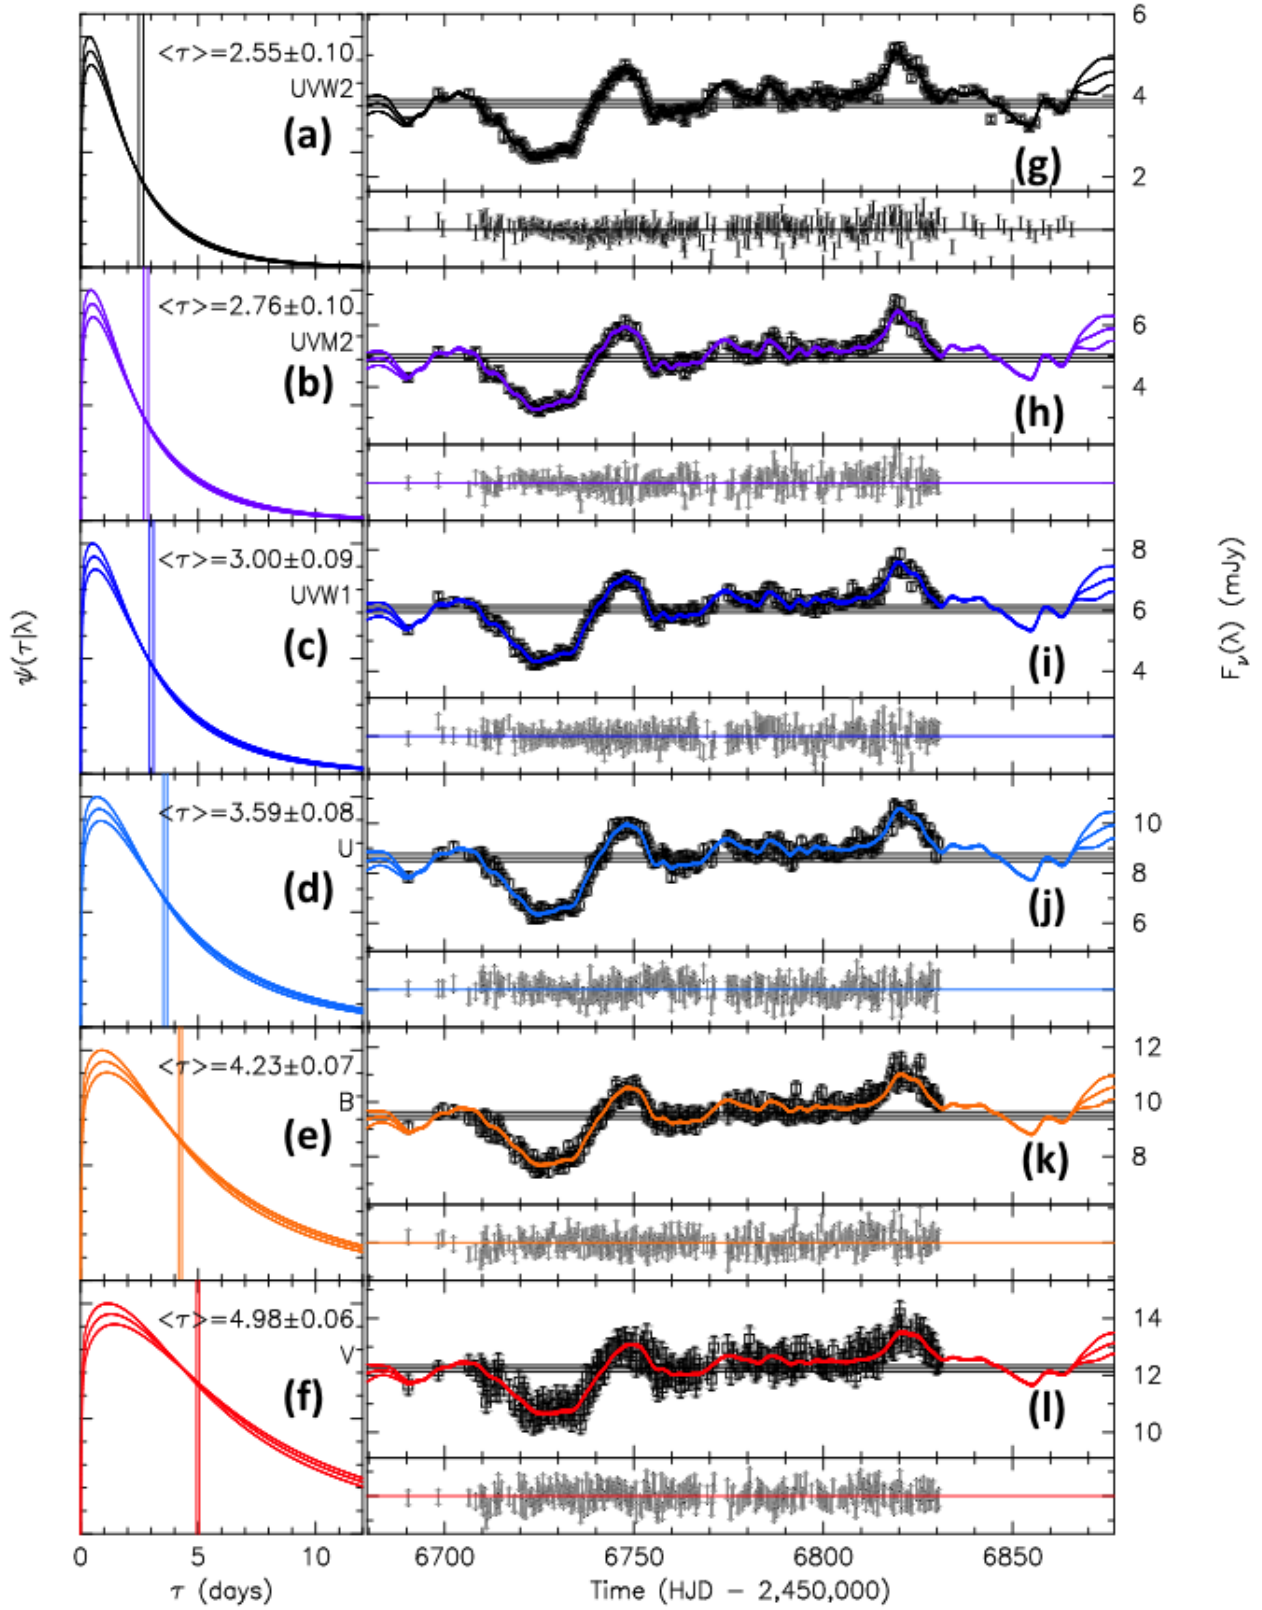 <τ>=2.55±0.10
UVW2
(a)
(g)
6
4
2
<τ>=2.76±0.10
UVM2
(b)
(h)
6
4
<τ>=3.00±0.09
UVW1
(c)
(i)
8
6
4
ψ(τ|λ)
F_ν(λ) (mJy)
<τ>=3.59±0.08
U
(d)
(j)
10
8
6
<τ>=4.23±0.07
B
(e)
(k)
12
10
8
<τ>=4.98±0.06
V
(f)
(l)
14
12
10
0 5 10 6700 6750 6800 6850
τ (days) Time (HJD − 2,450,000)